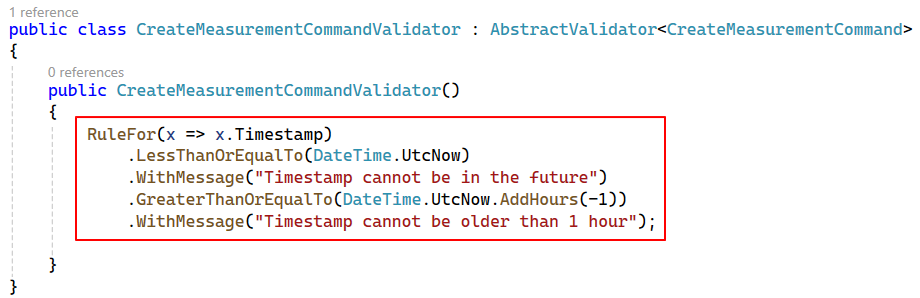 1 reference
public class CreateMeasurementCommandValidator : AbstractValidator<CreateMeasurementCommand>
{
0 references
public CreateMeasurementCommandValidator()
{
RuleFor(x => x.Timestamp)
.LessThanOrEqualTo(DateTime.UtcNow)
.WithMessage("Timestamp cannot be in the future")
.GreaterThanOrEqualTo(DateTime.UtcNow.AddHours(-1))
.WithMessage("Timestamp cannot be older than 1 hour");
}
}